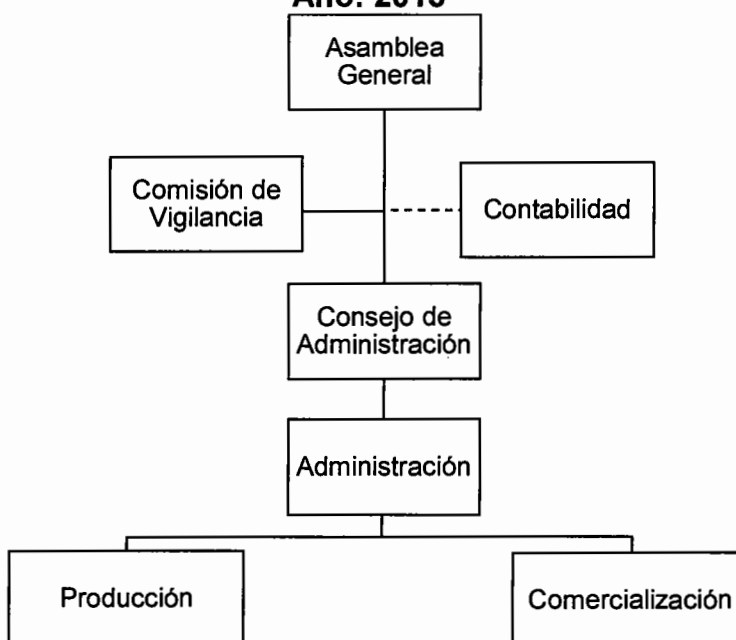 Asamblea
General
Comisión de
Vigilancia
Contabilidad
Consejo de
Administración
Administración
Producción
Comercialización